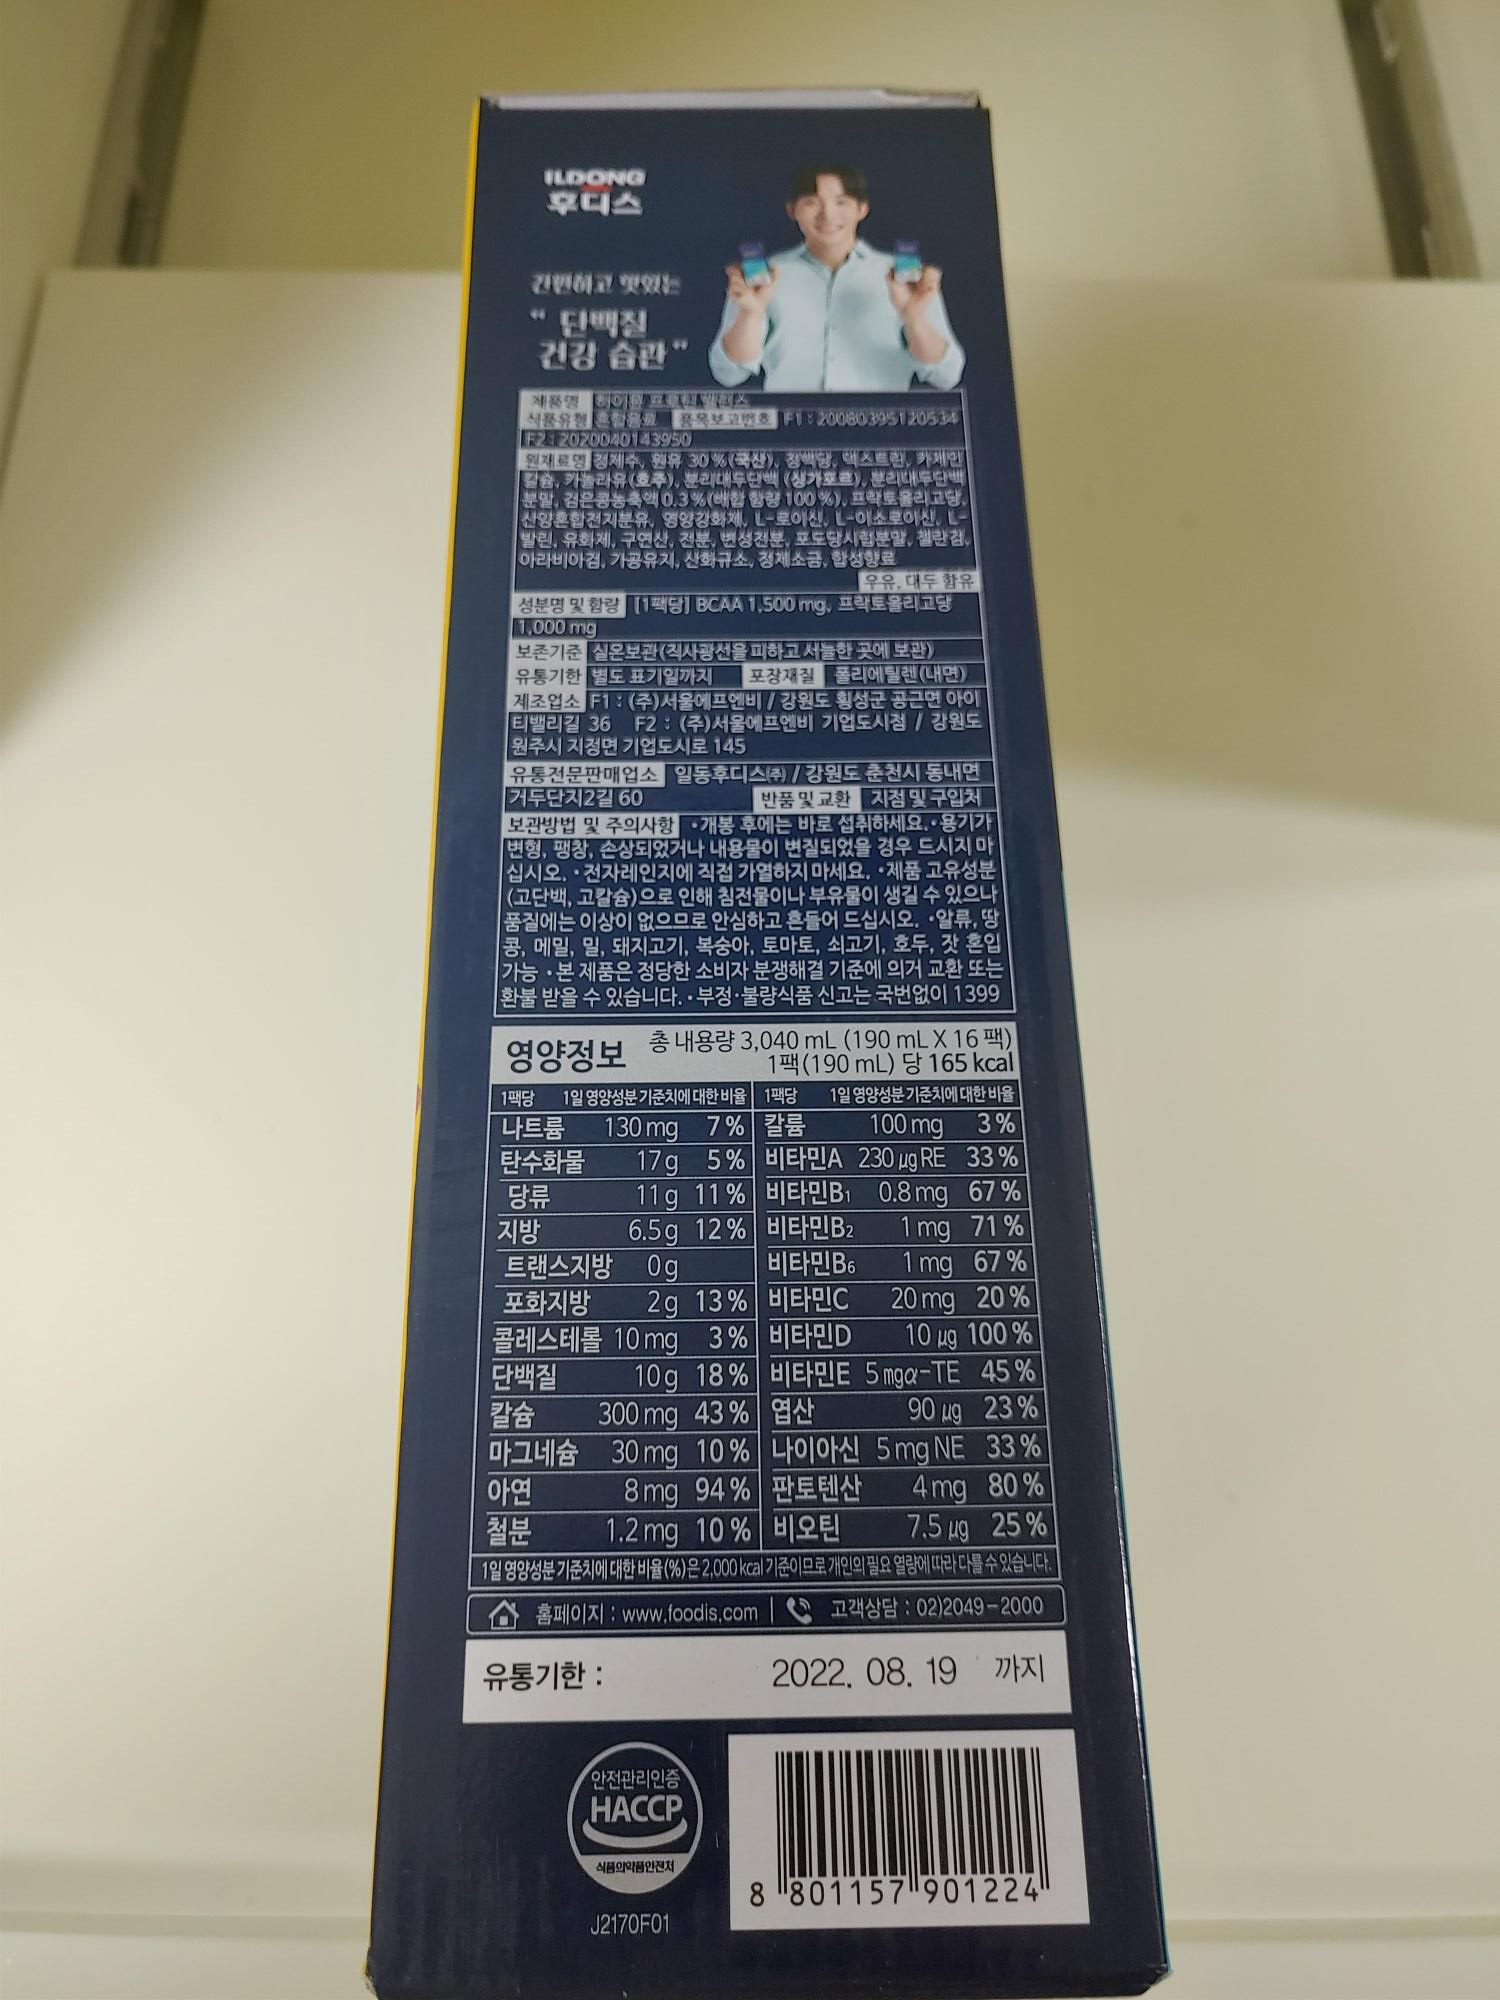 ILDONG
후디스
간편하고 맛있는
“ 단백질
건강 습관 ”
제품명 하이뮨 프로틴 밸런스
식품유형 혼합음료 품목보고번호 F1 : 20080395120534
F2 : 2020040143950
원재료명 정제수, 원유 30 %(국산), 정백당, 덱스트린, 카제인
칼슘, 카놀라유(호주), 분리대두단백 (싱가포르), 분리대두단백
분말, 검은콩농축액 0.3 %(배합 함량 100 %), 프락토올리고당,
산양혼합전지분유, 영양강화제, L-로이신, L-이소로이신, L-
발린, 유화제, 구연산, 전분, 변성전분, 포도당시럽분말, 젤란검,
아라비아검, 가공유지, 산화규소, 정제소금, 합성향료
우유, 대두 함유
성분명 및 함량 [1팩당] BCAA 1,500 mg, 프락토올리고당
1,000 mg
보존기준 실온보관(직사광선을 피하고 서늘한 곳에 보관)
유통기한 별도 표기일까지 포장재질 폴리에틸렌(내면)
제조업소 F1 : (주)서울에프엔비 / 강원도 횡성군 공근면 아이
티밸리길 36 F2 : (주)서울에프엔비 기업도시점 / 강원도
원주시 지정면 기업도시로 145
유통전문판매업소 일동후디스㈜ / 강원도 춘천시 동내면
거두단지2길 60 반품 및 교환 지점 및 구입처
보관방법 및 주의사항 •개봉 후에는 바로 섭취하세요. •용기가
변형, 팽창, 손상되었거나 내용물이 변질되었을 경우 드시지 마
십시오. •전자레인지에 직접 가열하지 마세요. •제품 고유성분
(고단백, 고칼슘)으로 인해 침전물이나 부유물이 생길 수 있으나
품질에는 이상이 없으므로 안심하고 흔들어 드십시오. •알류, 땅
콩, 메밀, 밀, 돼지고기, 복숭아, 토마토, 쇠고기, 호두, 잣 혼입
가능 •본 제품은 정당한 소비자 분쟁해결 기준에 의거 교환 또는
환불 받을 수 있습니다. •부정·불량식품 신고는 국번없이 1399
영양정보 총 내용량 3,040 mL (190 mL X 16 팩)
1팩(190 mL) 당 165 kcal
1팩당 1일 영양성분 기준치에 대한 비율 1팩당 1일 영양성분 기준치에 대한 비율
나트륨 130 mg 7 % 칼륨 100 mg 3 %
탄수화물 17 g 5 % 비타민A 230 μg RE 33 %
당류 11 g 11 % 비타민B1 0.8 mg 67 %
지방 6.5 g 12 % 비타민B2 1 mg 71 %
트랜스지방 0 g 비타민B6 1 mg 67 %
포화지방 2 g 13 % 비타민C 20 mg 20 %
콜레스테롤 10 mg 3 % 비타민D 10 μg 100 %
단백질 10 g 18 % 비타민E 5 mgα-TE 45 %
칼슘 300 mg 43 % 엽산 90 μg 23 %
마그네슘 30 mg 10 % 나이아신 5 mg NE 33 %
아연 8 mg 94 % 판토텐산 4 mg 80 %
철분 1.2 mg 10 % 비오틴 7.5 μg 25 %
1일 영양성분 기준치에 대한 비율(%)은 2,000 kcal 기준이므로 개인의 필요 열량에 따라 다를 수 있습니다.
홈페이지 : www.foodis.com | 고객상담 : 02)2049-2000
유통기한 : 2022. 08. 19 까지
안전관리인증
HACCP
식품의약품안전처
J2170F01
8 801157 901224